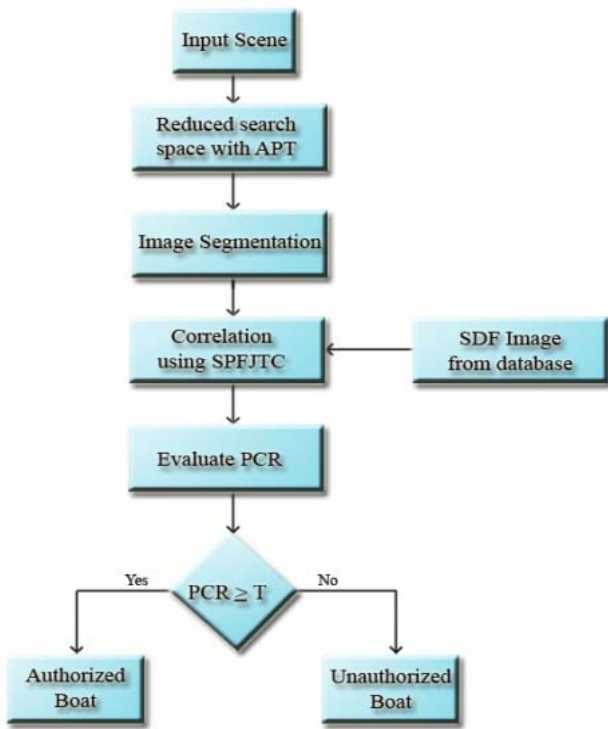 Input Scene
Reduced search
space with APT
Image Segmentation
Correlation
using SPFJTC
SDF Image
from database
Evaluate PCR
PCR ≥ T
Yes
No
Authorized
Boat
Unauthorized
Boat